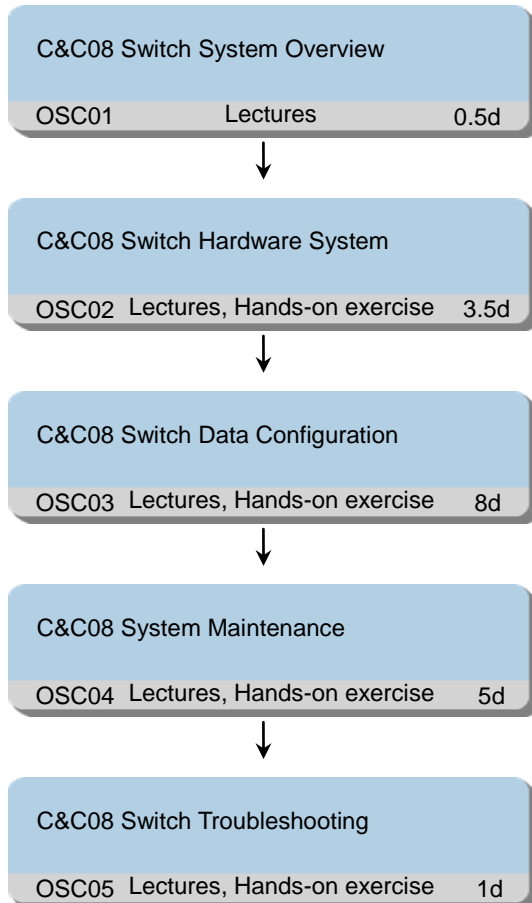 C&C08 Switch System Overview
OSC01 Lectures 0.5d
C&C08 Switch Hardware System
OSC02 Lectures, Hands-on exercise 3.5d
C&C08 Switch Data Configuration
OSC03 Lectures, Hands-on exercise 8d
C&C08 System Maintenance
OSC04 Lectures, Hands-on exercise 5d
C&C08 Switch Troubleshooting
OSC05 Lectures, Hands-on exercise 1d